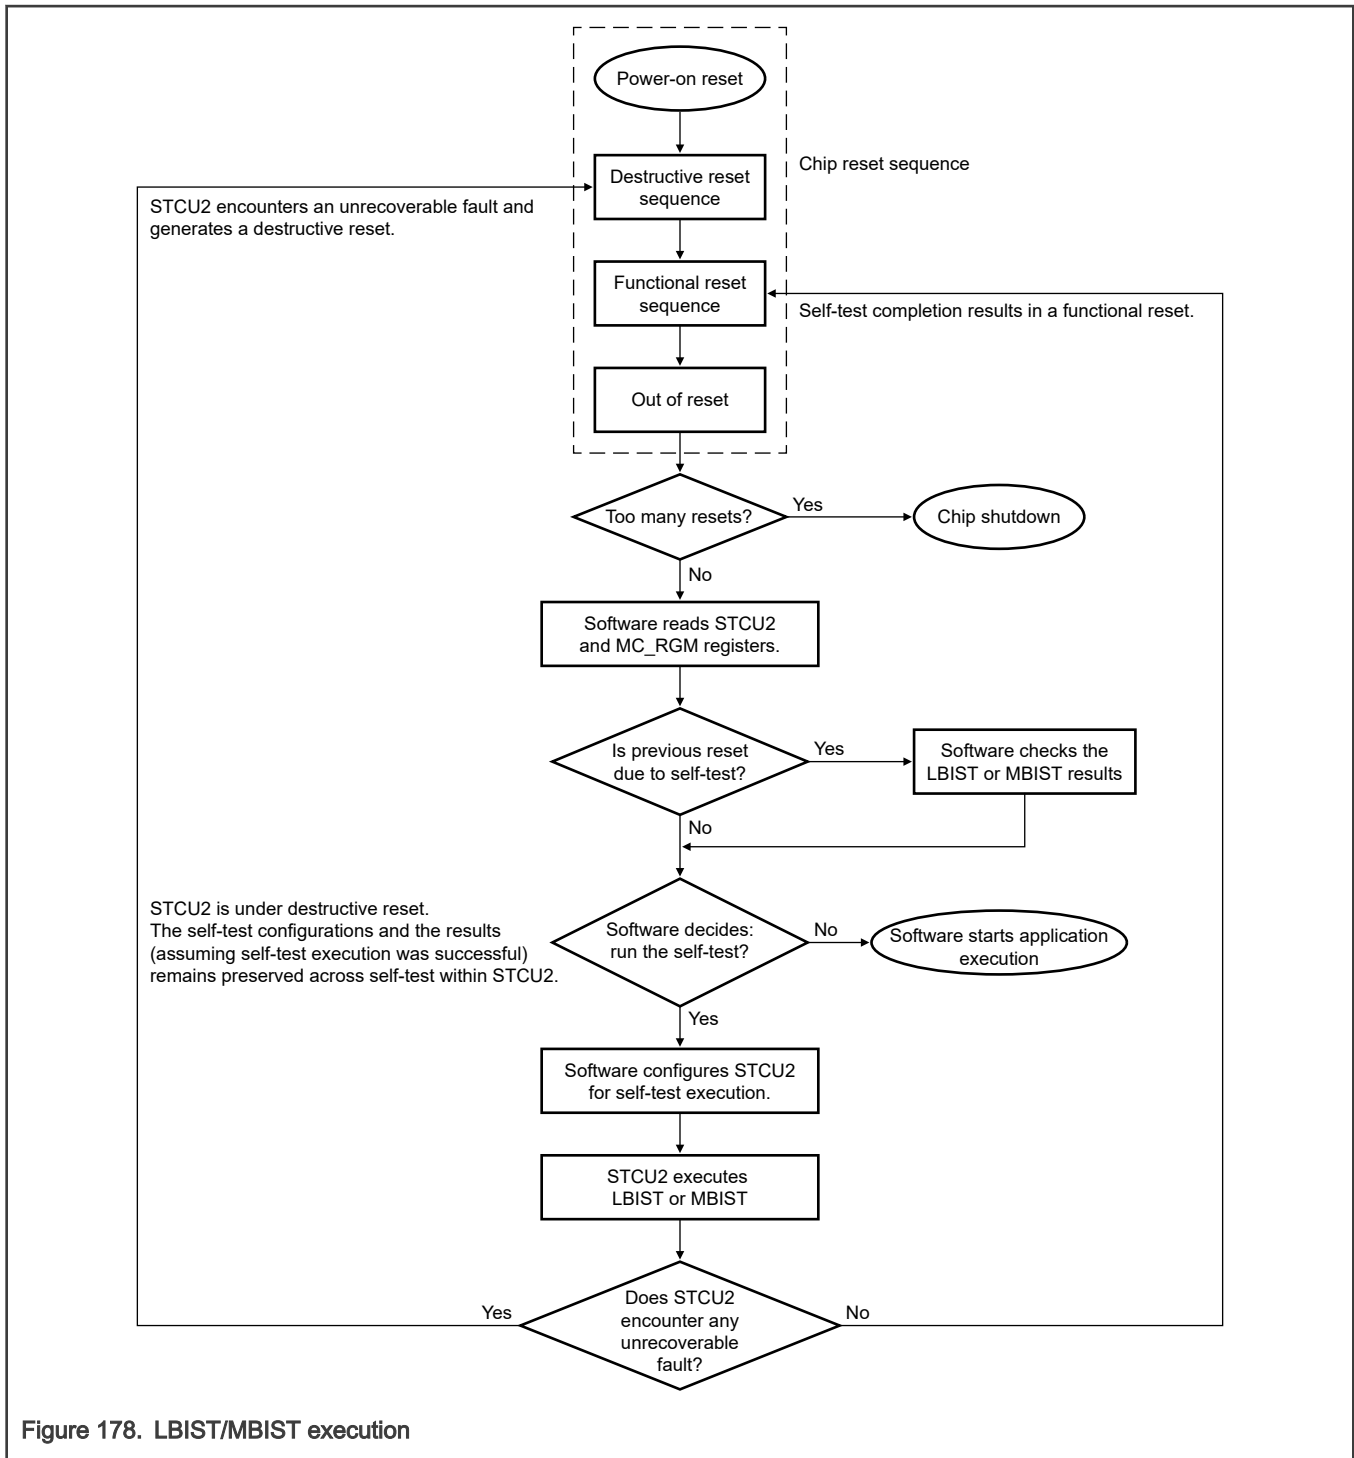 Power-on reset
Chip reset sequence
Destructive reset
sequence
STCU2 encounters an unrecoverable fault and
generates a destructive reset.
Functional reset
sequence
Self-test completion results in a functional reset.
Out of reset
Too many resets?
Yes
Chip shutdown
No
Software reads STCU2
and MC_RGM registers.
Is previous reset
due to self-test?
Yes
Software checks the
LBIST or MBIST results
No
STCU2 is under destructive reset.
The self-test configurations and the results
(assuming self-test execution was successful)
remains preserved across self-test within STCU2.
Software decides:
run the self-test?
No
Software starts application
execution
Yes
Software configures STCU2
for self-test execution.
STCU2 executes
LBIST or MBIST
Does STCU2
encounter any
unrecoverable
fault?
Yes
No
Figure 178. LBIST/MBIST execution